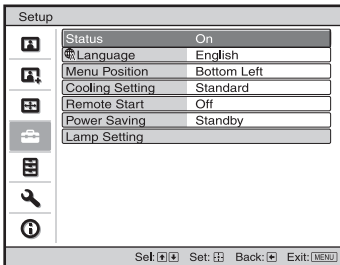 Setup
Status On
Language English
Menu Position Bottom Left
Cooling Setting Standard
Remote Start Off
Power Saving Standby
Lamp Setting
Sel: Set: Back: Exit: MENU